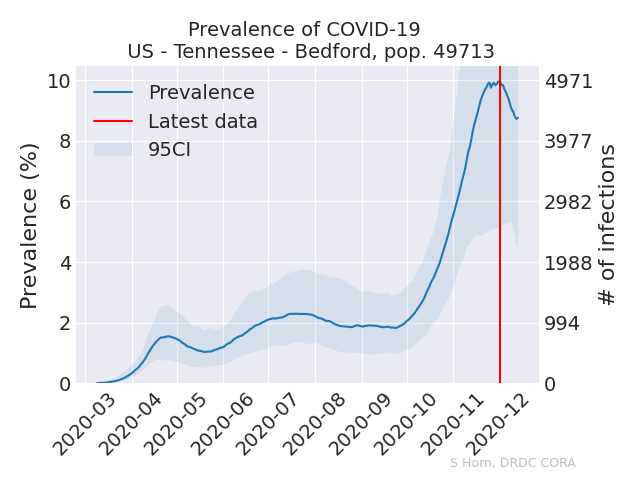 Prevalence of COVID-19
US - Tennessee - Bedford, pop. 49713
Prevalence
Latest data
95CI
Prevalence (%)
10
8
6
4
2
0
4971
3977
2982
1988
994
0
# of infections
2020-03
2020-04
2020-05
2020-06
2020-07
2020-08
2020-09
2020-10
2020-11
2020-12
S Horn, DRDC CORA